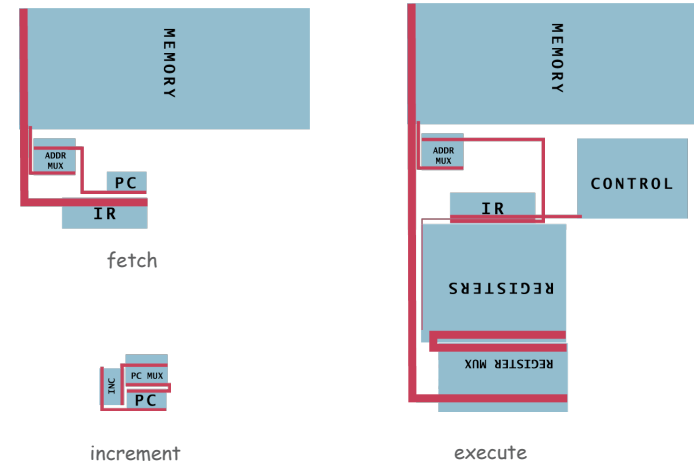 MEMORY
ADDR
MUX
PC
IR
fetch
INC
PC MUX
PC
increment
MEMORY
ADDR
MUX
CONTROL
IR
REGISTERS
REGISTER MUX
execute